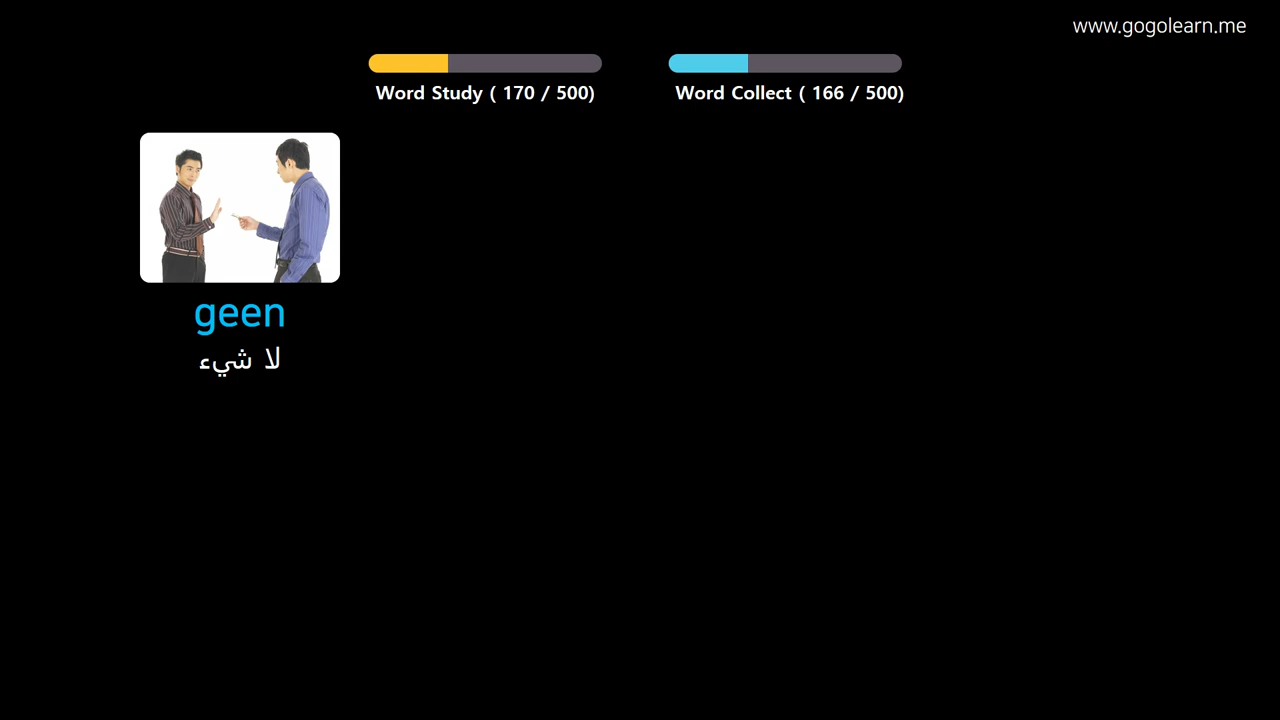 www.gogolearn.me
Word Study ( 170 / 500)
Word Collect ( 166 / 500)
geen
لا شيء